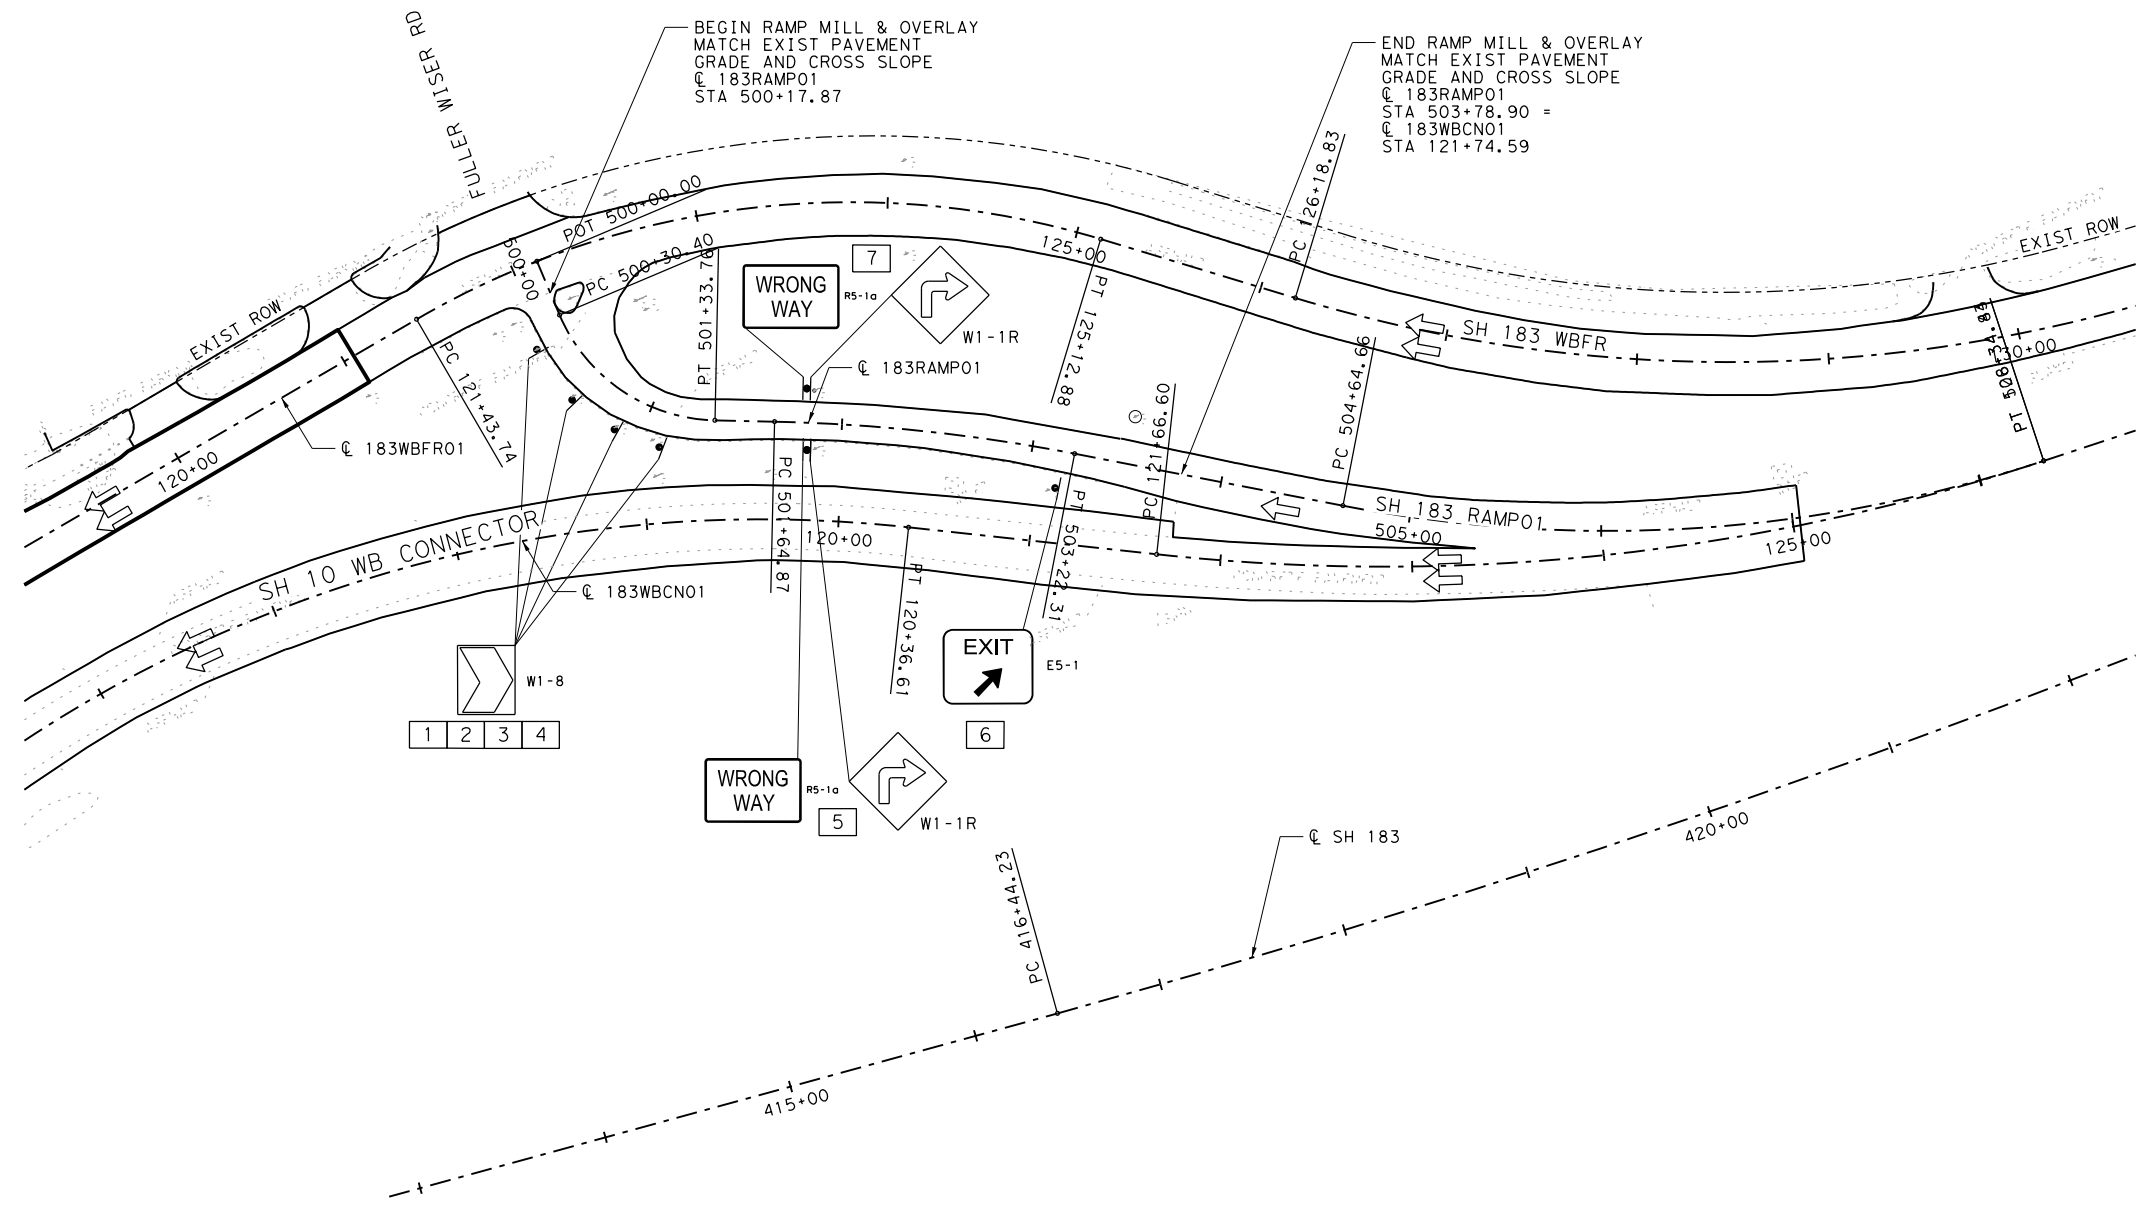 FULLER WISER RD
BEGIN RAMP MILL & OVERLAY
MATCH EXIST PAVEMENT
GRADE AND CROSS SLOPE
℄ 183RAMP01
STA 500+17.87
END RAMP MILL & OVERLAY
MATCH EXIST PAVEMENT
GRADE AND CROSS SLOPE
℄ 183RAMP01
STA 503+78.90 =
℄ 183WBCN01
STA 121+74.59
POT 500+00.00
500+00
PC 500+30.40
PT 501+33.76
WRONG
WAY
R5-1a
7
W1-1R
125+00
PT 125+12.88
PC 126+18.83
SH 183 WBFR
EXIST ROW
130+00
EXIST ROW
℄ 183WBFR01
120+00
PC 121+43.74
℄ 183RAMP01
PC 121+66.60
PC 504+64.66
SH 183 RAMP01
505+00
125+00
SH 10 WB CONNECTOR
℄ 183WBCN01
120+00
PC 501+64.87
PT 120+36.61
PT 503+22.31
W1-8
1 2 3 4
EXIT
E5-1
6
WRONG
WAY
R5-1a
5
W1-1R
℄ SH 183
PC 416+44.23
415+00
420+00